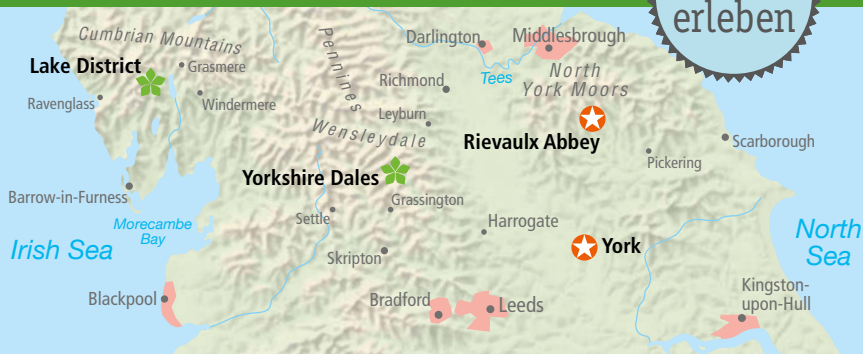 erleben
Cumbrian Mountains
Lake District
Grasmere
Ravenglass
Windermere
Pennines
Darlington
Middlesbrough
Tees
Richmond
North
York Moors
Leyburn
Wensleydale
Rievaulx Abbey
Scarborough
Pickering
Yorkshire Dales
Barrow-in-Furness
Morecambe
Bay
Grassington
Settle
Harrogate
York
Irish Sea
North
Sea
Skripton
Blackpool
Bradford
Leeds
Kingston-
upon-Hull